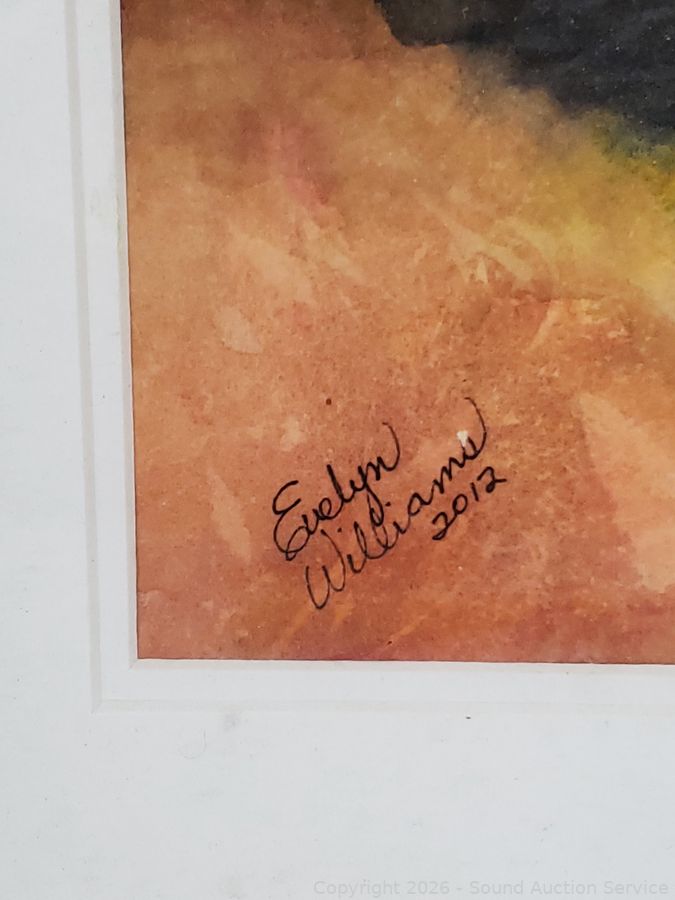 Evelyn
Williams
2012
Copyright 2026 - Sound Auction Service